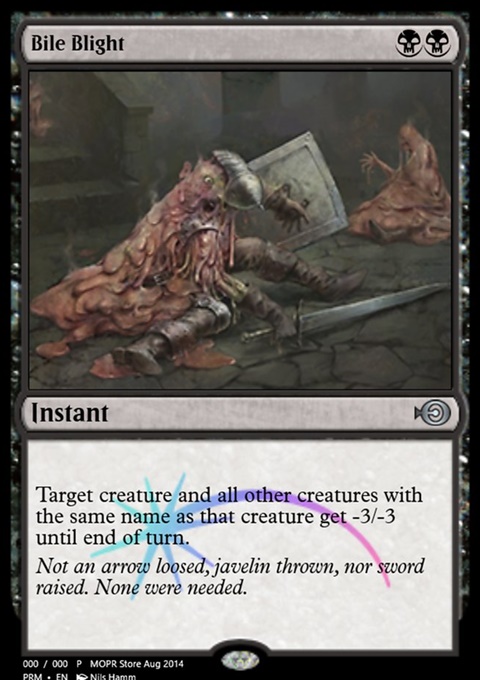 Bile Blight
Instant
Target creature and all other creatures with
the same name as that creature get -3/-3
until end of turn.
Not an arrow loosed, javelin thrown, nor sword
raised. None were needed.
000 / 000 P MOPR Store Aug 2014
PRM • EN Nils Hamm